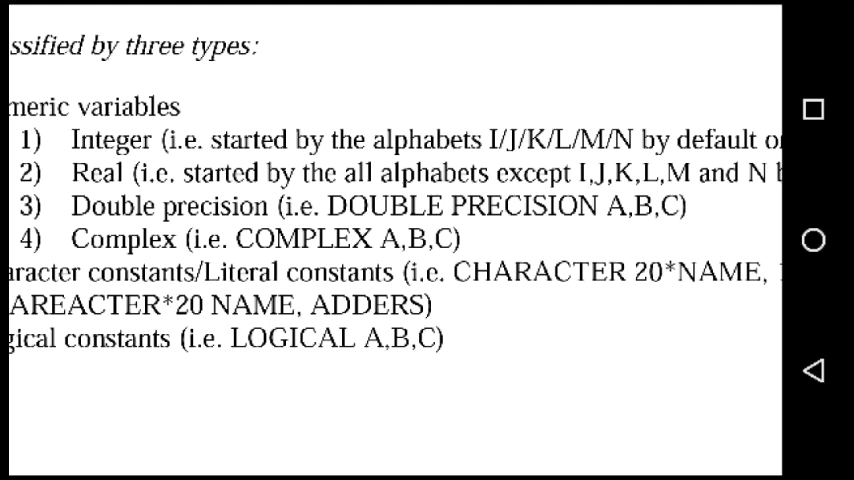 ssified by three types:
meric variables
1) Integer (i.e. started by the alphabets I/J/K/L/M/N by default or
2) Real (i.e. started by the all alphabets except I,J,K,L,M and N b
3) Double precision (i.e. DOUBLE PRECISION A,B,C)
4) Complex (i.e. COMPLEX A,B,C)
aracter constants/Literal constants (i.e. CHARACTER 20*NAME,
AREACTER*20 NAME, ADDERS)
gical constants (i.e. LOGICAL A,B,C)